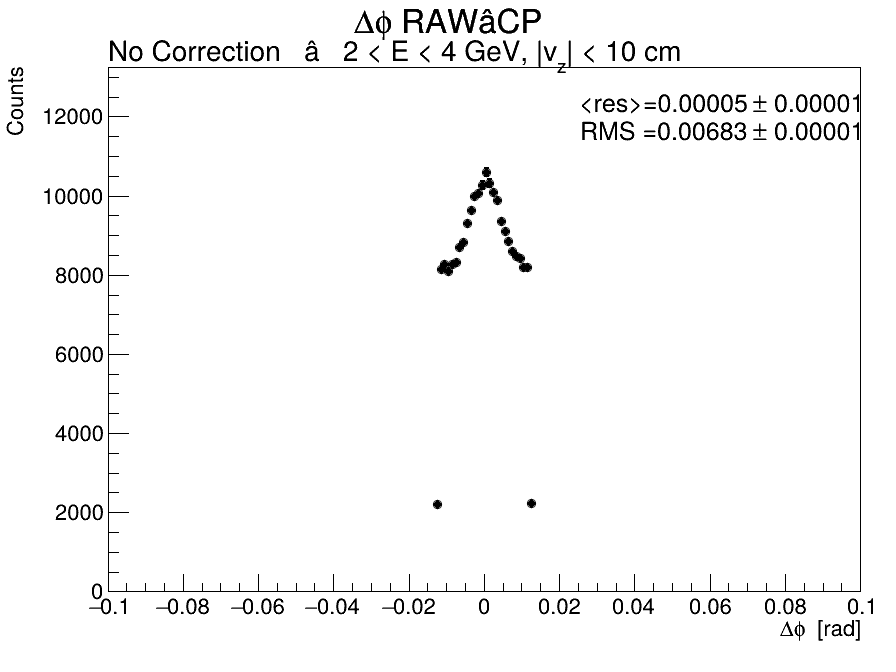 Δϕ RAWâCP
No Correction â 2 < E < 4 GeV, |v_z| < 10 cm
Counts
<res>=0.00005 ± 0.00001
RMS =0.00683 ± 0.00001
12000
10000
8000
6000
4000
2000
0
−0.1 −0.08 −0.06 −0.04 −0.02 0 0.02 0.04 0.06 0.08 0.1
Δϕ [rad]